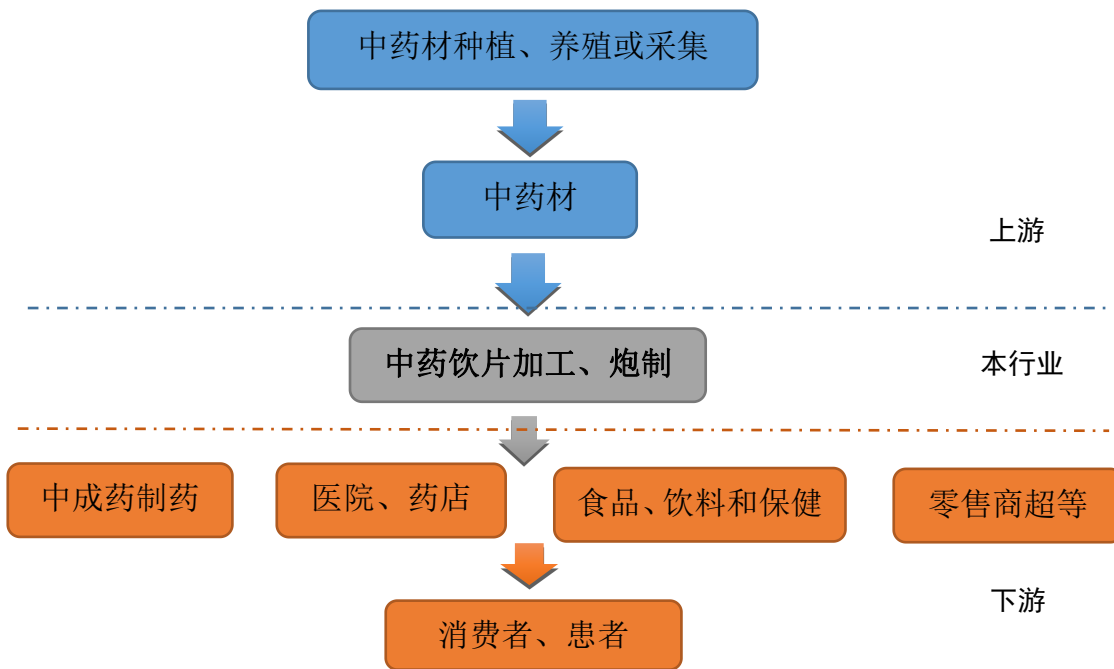 中药材种植、养殖或采集
中药材
上游
中药饮片加工、炮制
本行业
中成药制药
医院、药店
食品、饮料和保健
零售商超等
下游
消费者、患者